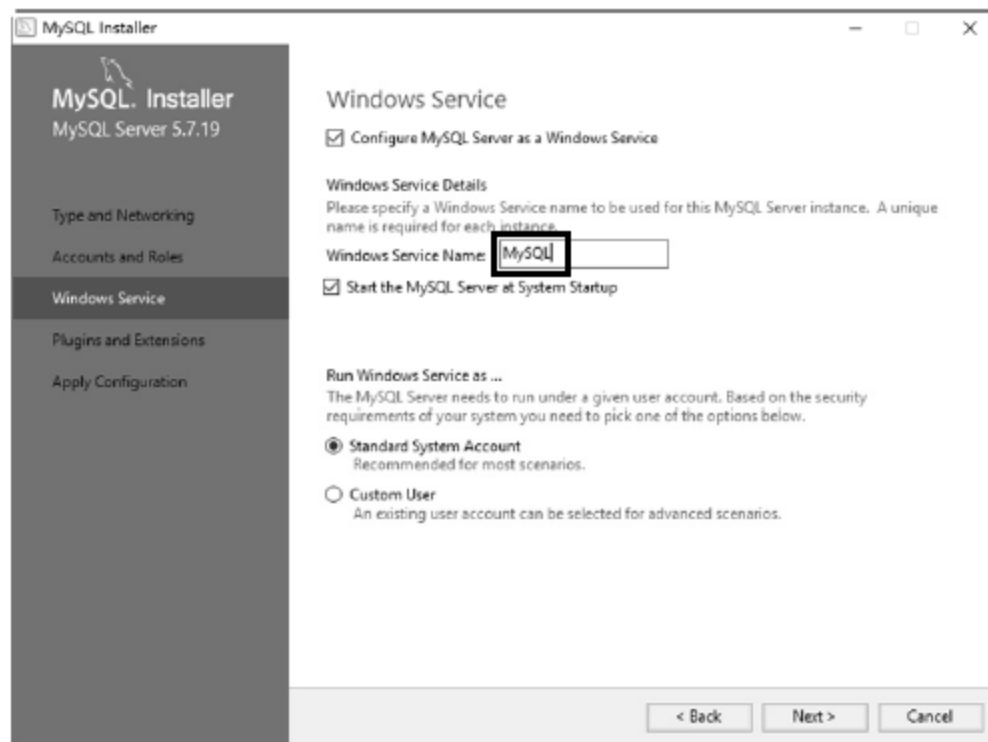 MySQL Installer
MySQL. Installer
MySQL Server 5.7.19
Type and Networking
Accounts and Roles
Windows Service
Plugins and Extensions
Apply Configuration
Windows Service
Configure MySQL Server as a Windows Service
Windows Service Details
Please specify a Windows Service name to be used for this MySQL Server instance. A unique
name is required for each instance.
Windows Service Name: MySQL
Start the MySQL Server at System Startup
Run Windows Service as ...
The MySQL Server needs to run under a given user account. Based on the security
requirements of your system you need to pick one of the options below.
Standard System Account
Recommended for most scenarios.
Custom User
An existing user account can be selected for advanced scenarios.
< Back Next > Cancel